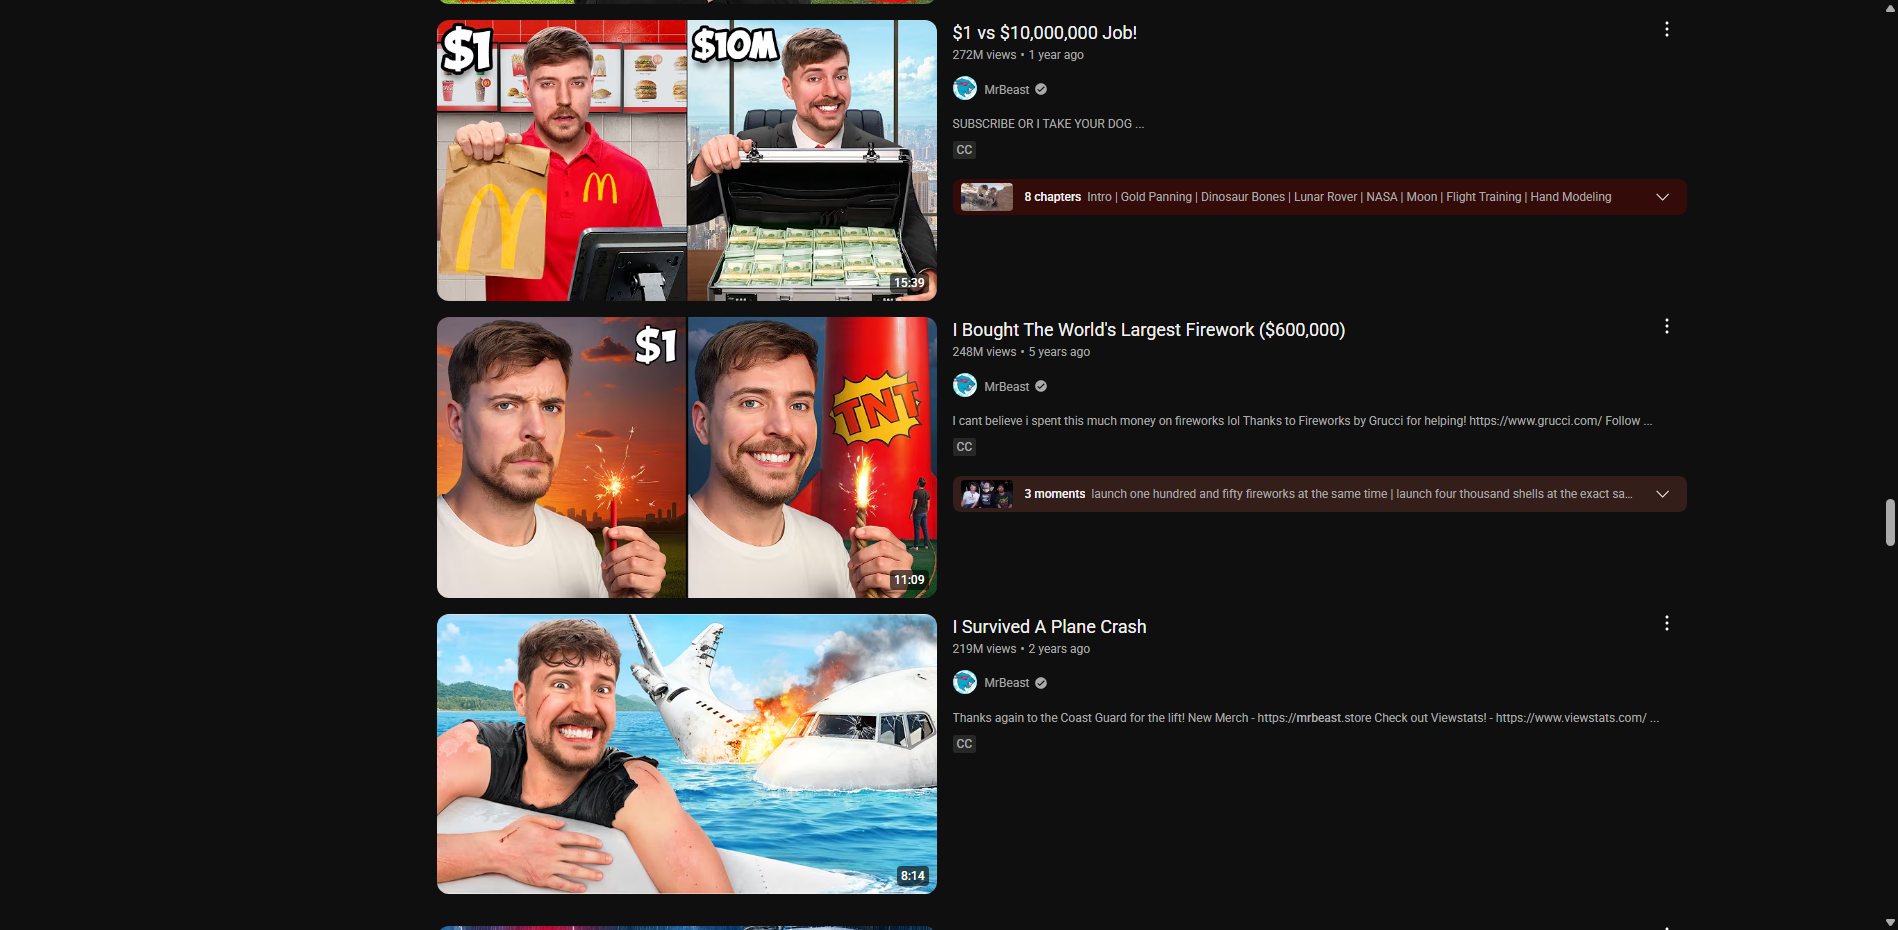 $1
$10M
15:39
$1 vs $10,000,000 Job!
272M views • 1 year ago
MrBeast
SUBSCRIBE OR I TAKE YOUR DOG ...
CC
8 chapters Intro | Gold Panning | Dinosaur Bones | Lunar Rover | NASA | Moon | Flight Training | Hand Modeling
$1
TNT
11:09
I Bought The World's Largest Firework ($600,000)
248M views • 5 years ago
MrBeast
I cant believe i spent this much money on fireworks lol Thanks to Fireworks by Grucci for helping! https://www.grucci.com/ Follow ...
CC
3 moments launch one hundred and fifty fireworks at the same time | launch four thousand shells at the exact sa...
8:14
I Survived A Plane Crash
219M views • 2 years ago
MrBeast
Thanks again to the Coast Guard for the lift! New Merch - https://mrbeast.store Check out Viewstats! - https://www.viewstats.com/ ...
CC